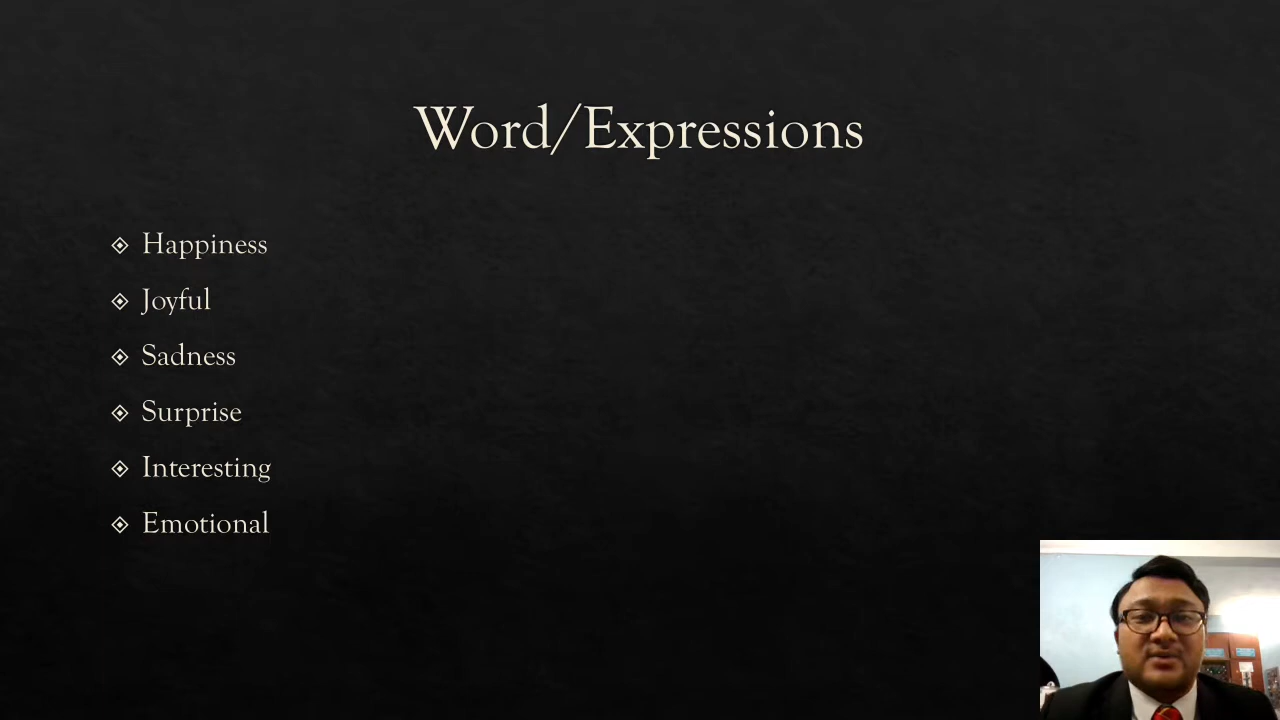 Word/Expressions
Happiness
Joyful
Sadness
Surprise
Interesting
Emotional